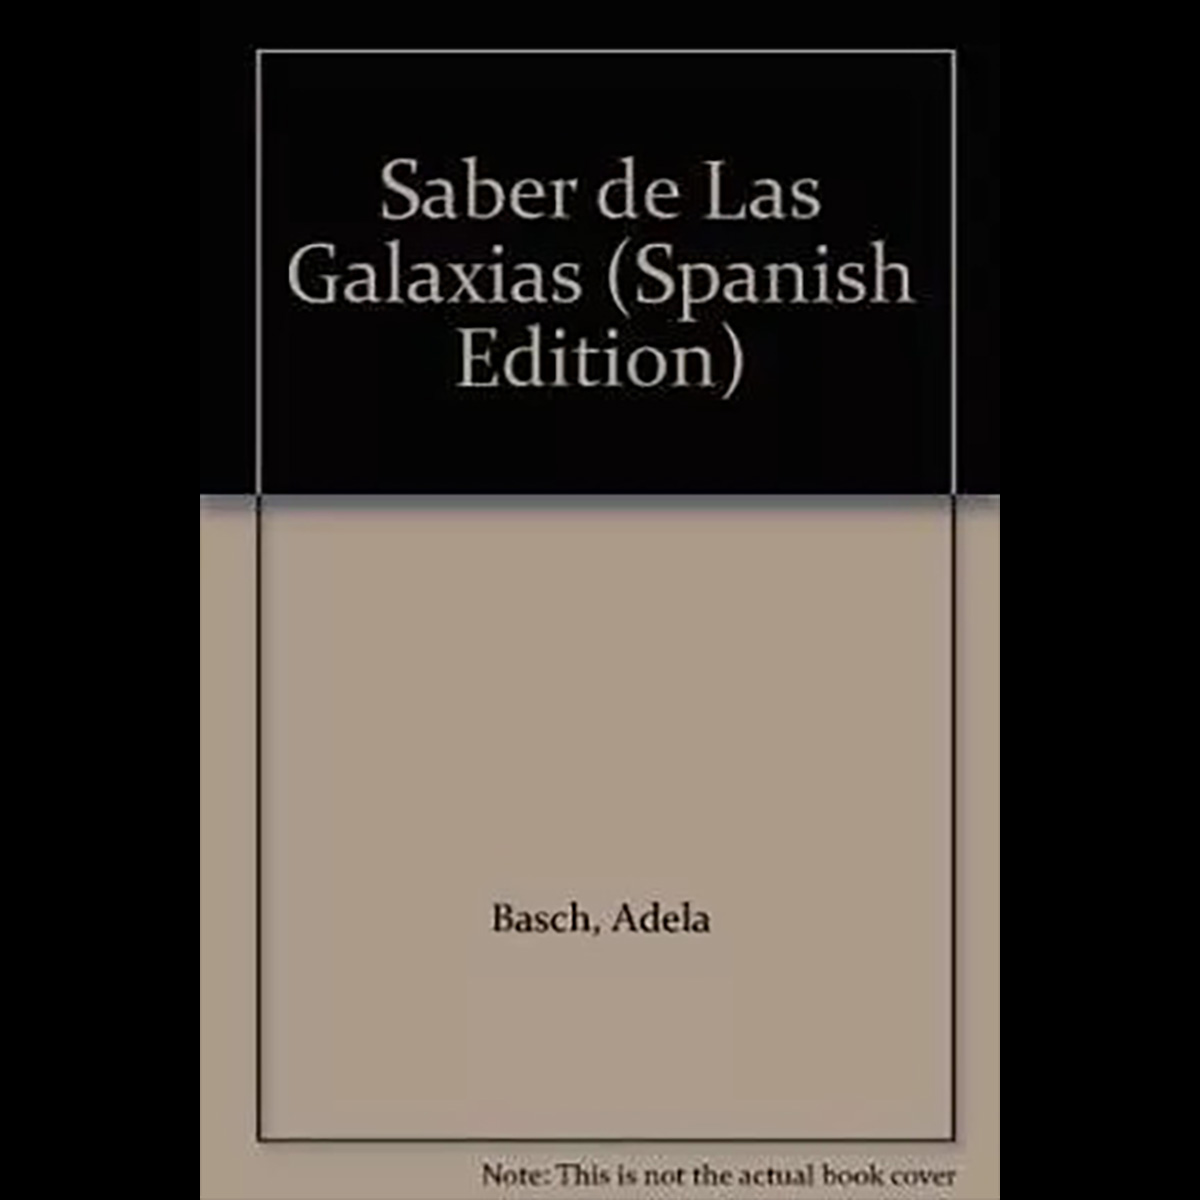 Saber de Las
Galaxias (Spanish
Edition)
Basch, Adela
Note: This is not the actual book cover